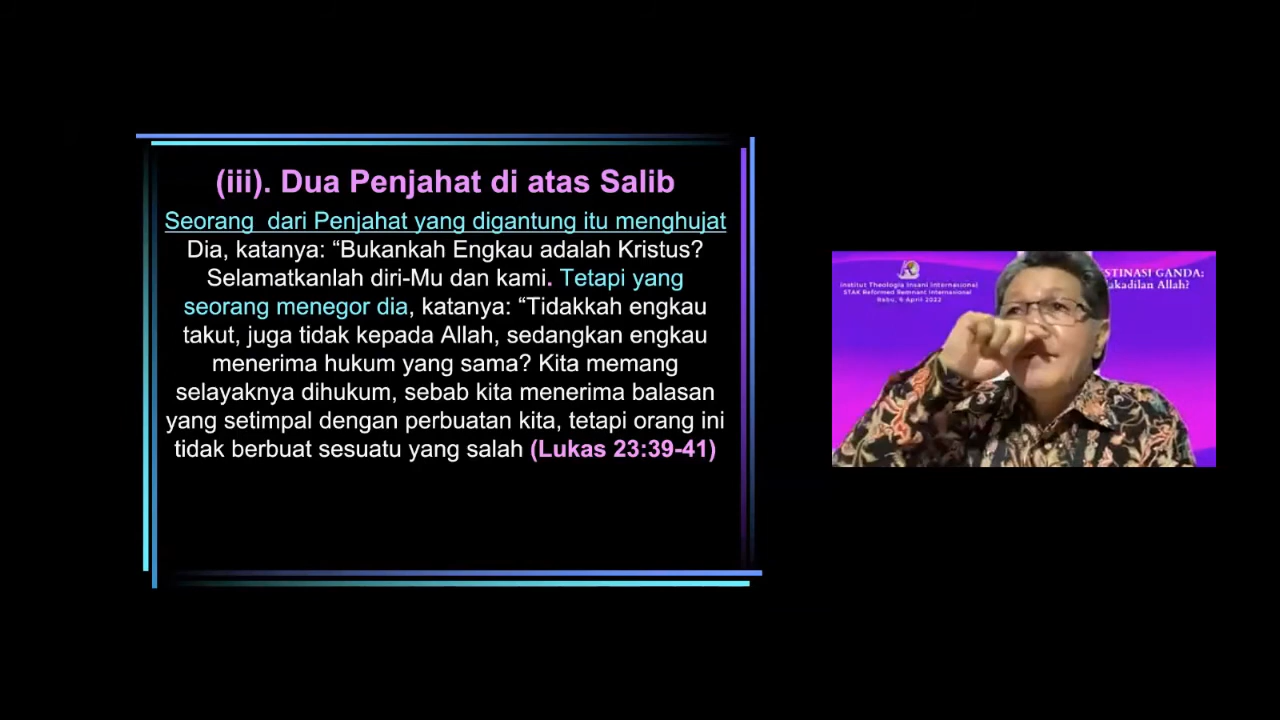 (iii). Dua Penjahat di atas Salib
Seorang  dari Penjahat yang digantung itu menghujat
Dia, katanya: “Bukankah Engkau adalah Kristus?
Selamatkanlah diri-Mu dan kami. Tetapi yang
seorang menegor dia, katanya: “Tidakkah engkau
takut, juga tidak kepada Allah, sedangkan engkau
menerima hukum yang sama? Kita memang
selayaknya dihukum, sebab kita menerima balasan
yang setimpal dengan perbuatan kita, tetapi orang ini
tidak berbuat sesuatu yang salah (Lukas 23:39-41)
Institut Theologia Insani Internasional
STAK Reformed Remnant Internasional
Rabu, 6 April 2022
STINASI GANDA:
akadilan Allah?